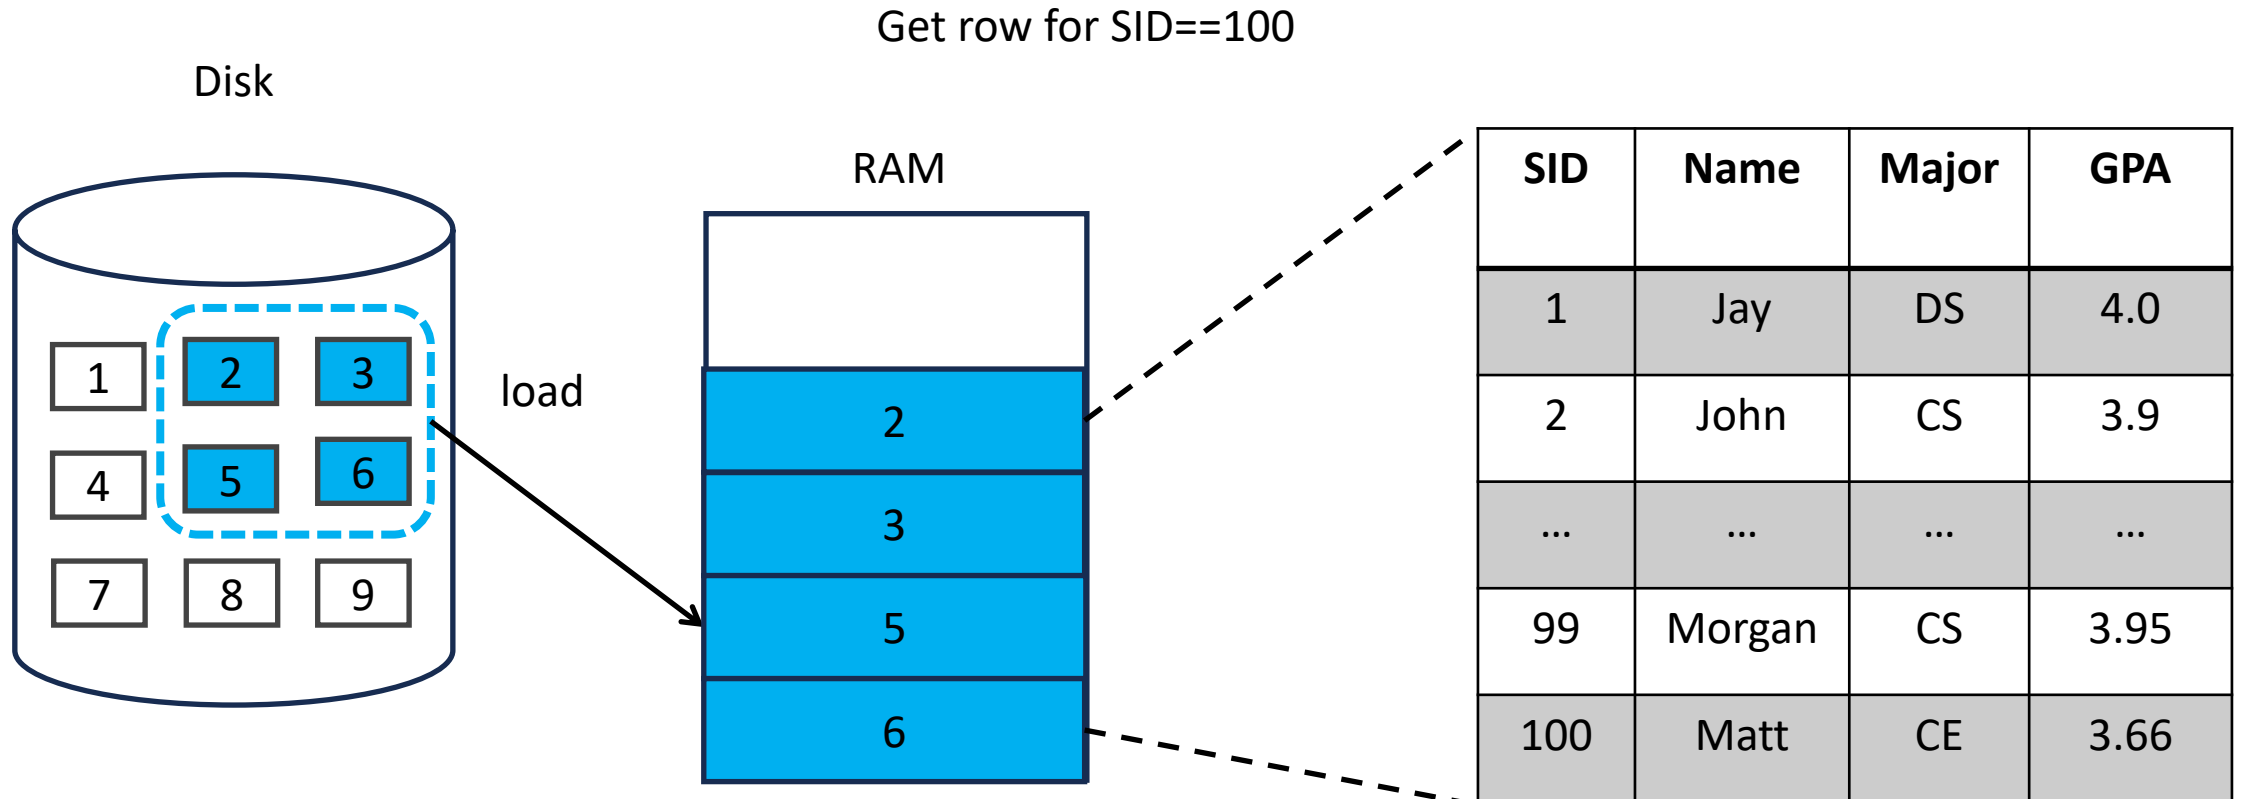 Get row for SID==100
Disk
RAM
load
1 2 3
4 5 6
7 8 9
2
3
5
6
SID Name Major GPA
1 Jay DS 4.0
2 John CS 3.9
... ... ... ...
99 Morgan CS 3.95
100 Matt CE 3.66